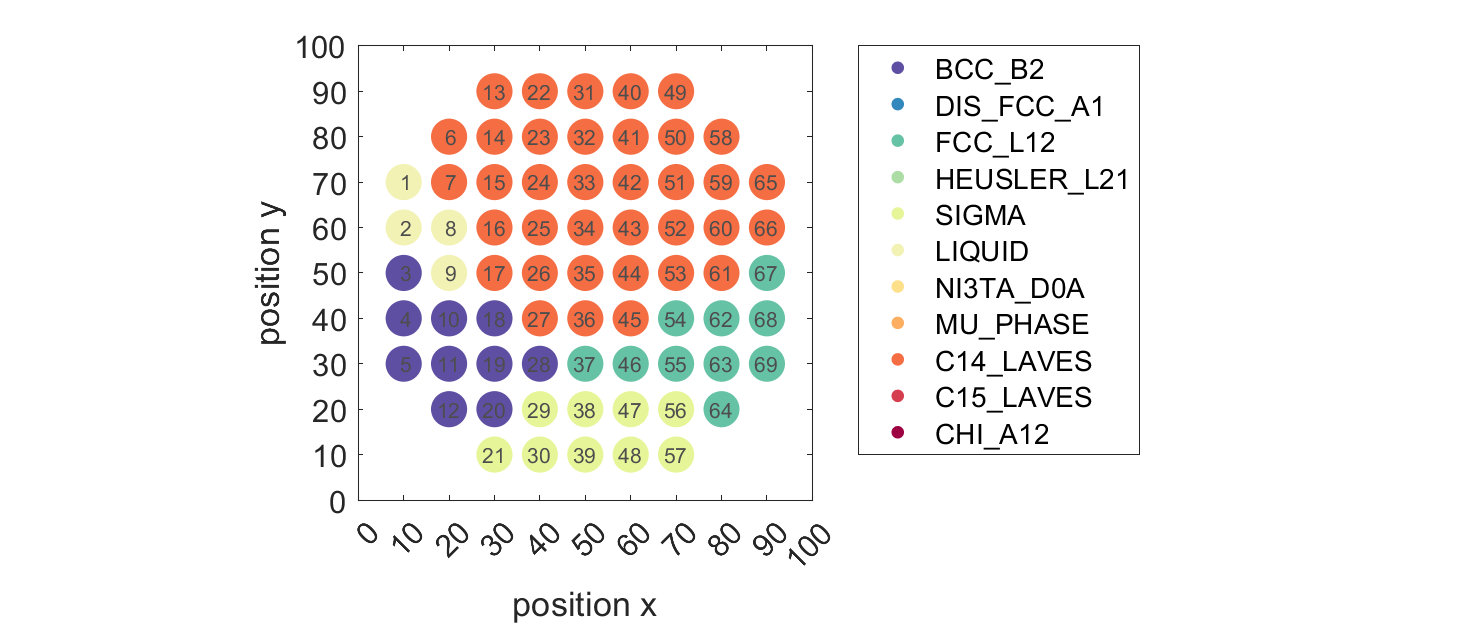 100
90
13 22 31 40 49
80
6 14 23 32 41 50 58
70
1 7 15 24 33 42 51 59 65
60
2 8 16 25 34 43 52 60 66
50
3 9 17 26 35 44 53 61 67
40
4 10 18 27 36 45 54 62 68
30
5 11 19 28 37 46 55 63 69
20
12 20 29 38 47 56 64
10
21 30 39 48 57
0
0 10 20 30 40 50 60 70 80 90 100
position x
position y
BCC_B2
DIS_FCC_A1
FCC_L12
HEUSLER_L21
SIGMA
LIQUID
NI3TA_D0A
MU_PHASE
C14_LAVES
C15_LAVES
CHI_A12